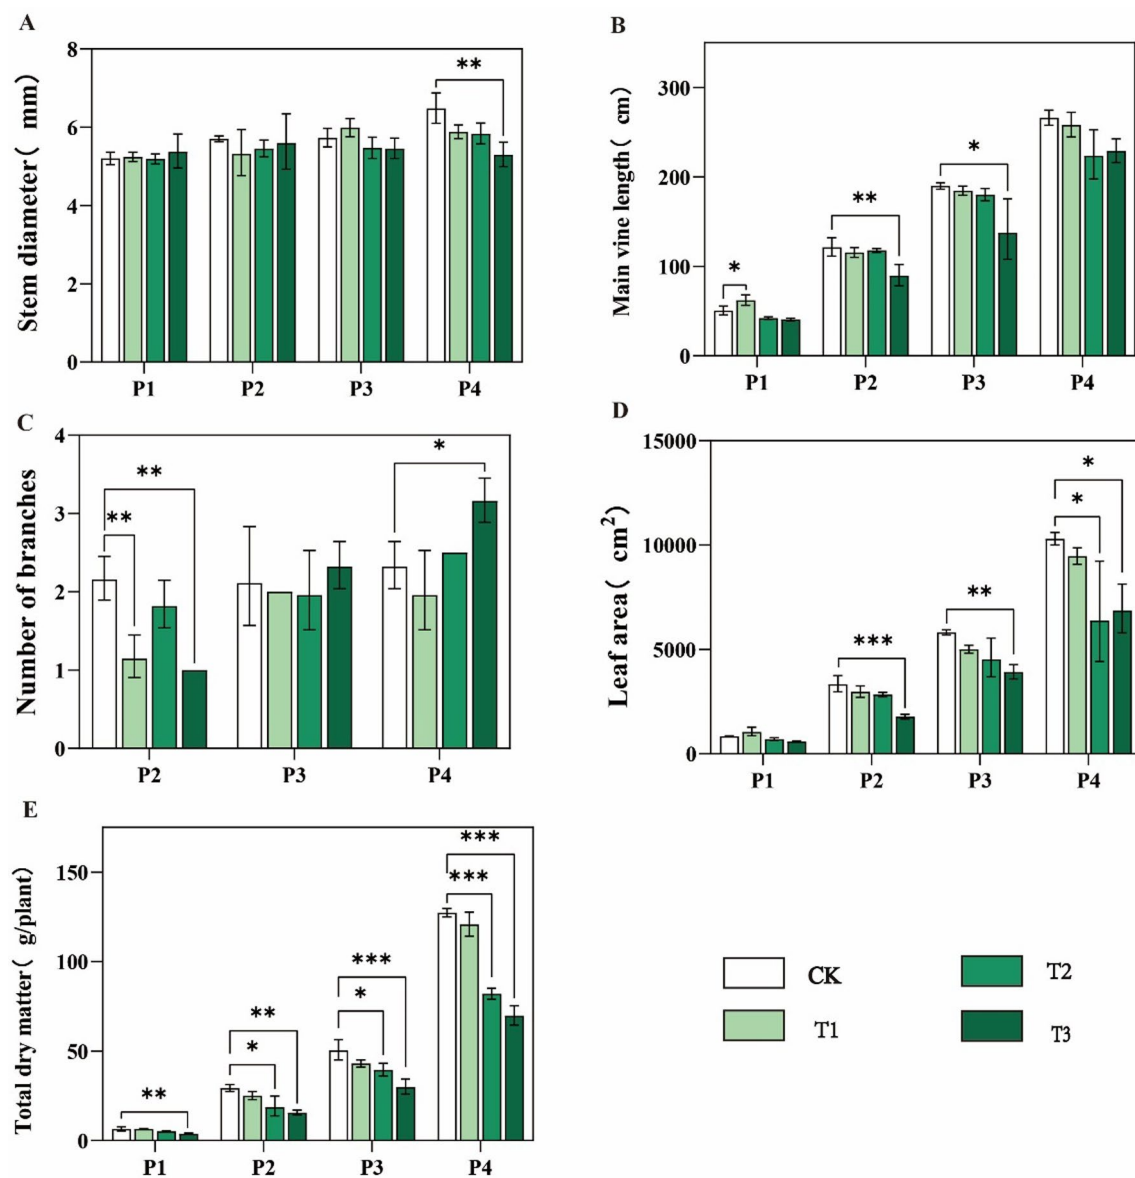 A
Stem diameter( mm)
8
6
4
2
0
**
P1 P2 P3 P4
B
Main vine length( cm)
300
200
100
0
*
**
*
P1 P2 P3 P4
C
Number of branches
4
3
2
1
0
**
**
*
P2 P3 P4
D
Leaf area( cm²)
15000
10000
5000
0
***
**
*
*
P1 P2 P3 P4
E
Total dry matter( g/plant)
150
100
50
0
**
**
*
***
*
***
***
P1 P2 P3 P4
CK T2
T1 T3